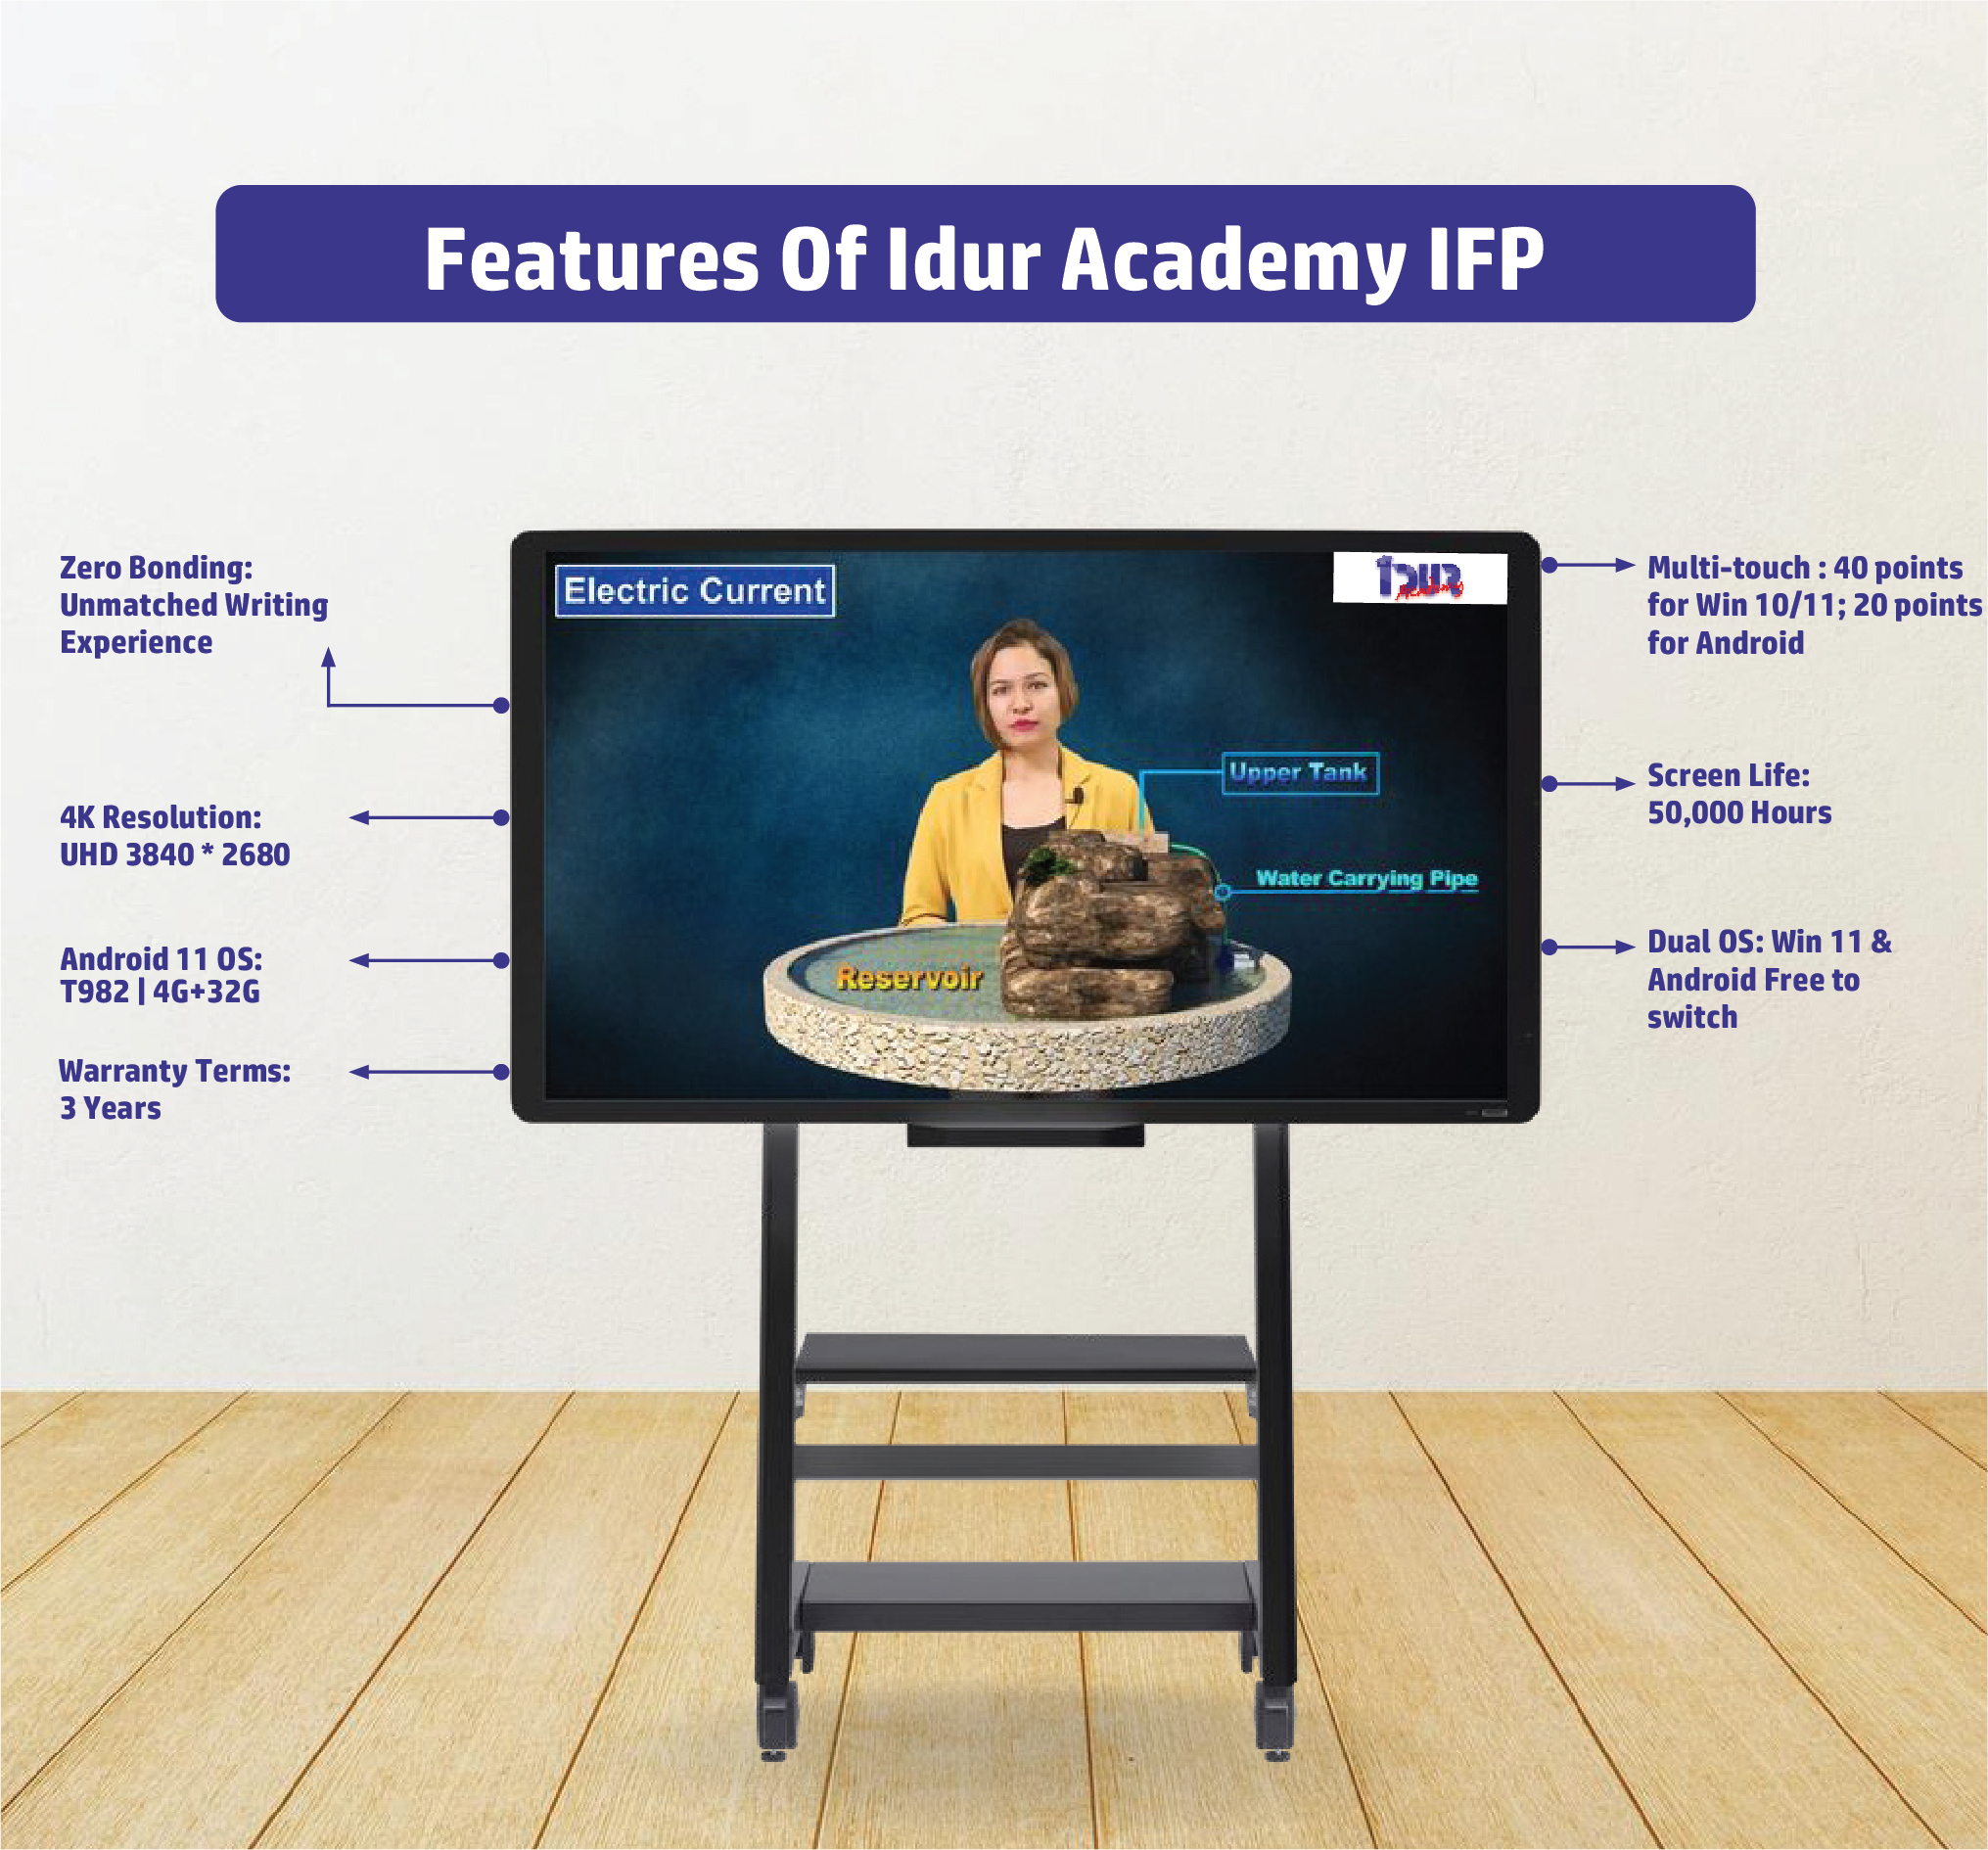 Features Of Idur Academy IFP
Zero Bonding:
Unmatched Writing
Experience
4K Resolution:
UHD 3840 * 2680
Android 11 OS:
T982 | 4G+32G
Warranty Terms:
3 Years
Electric Current
IDUR
Academy
Upper Tank
Water Carrying Pipe
Reservoir
Multi-touch : 40 points
for Win 10/11; 20 points
for Android
Screen Life:
50,000 Hours
Dual OS: Win 11 &
Android Free to
switch